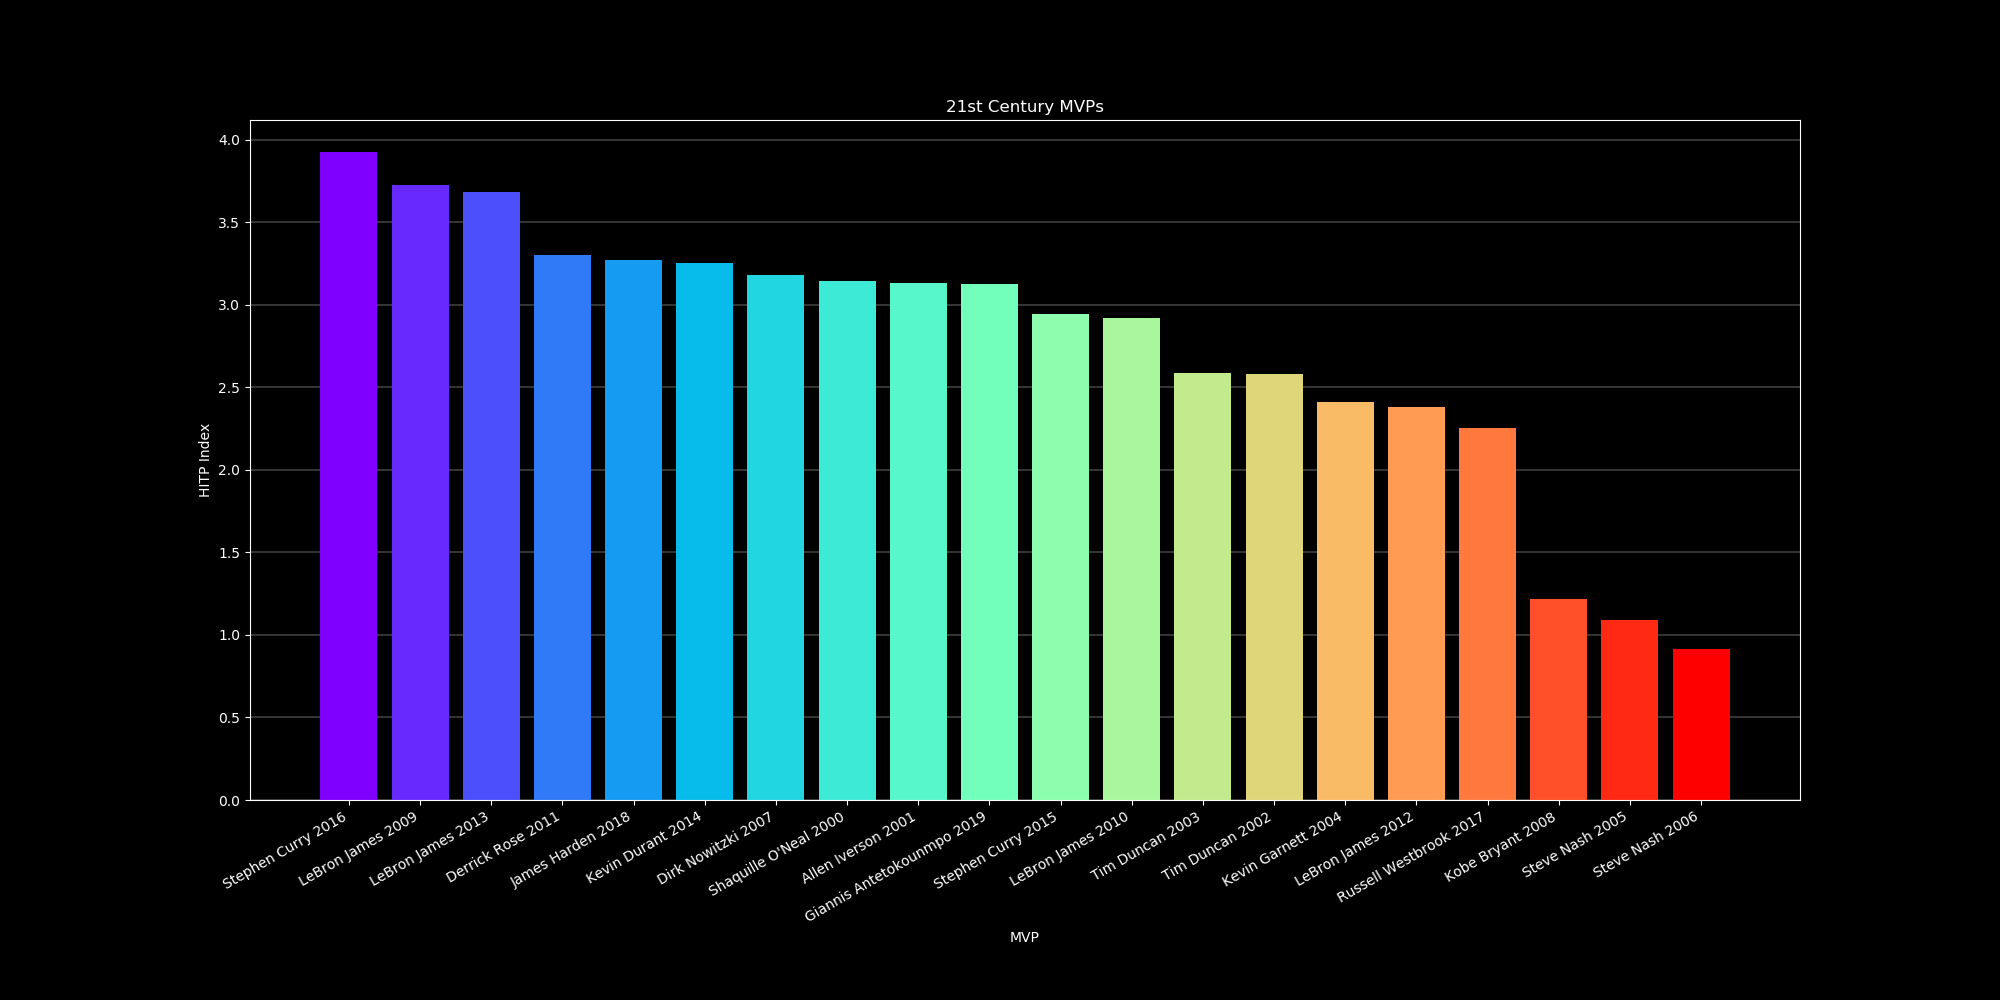 21st Century MVPs
4.0
3.5
3.0
2.5
2.0
1.5
1.0
0.5
0.0
HITP Index
Stephen Curry 2016
LeBron James 2009
LeBron James 2013
Derrick Rose 2011
James Harden 2018
Kevin Durant 2014
Dirk Nowitzki 2007
Shaquille O'Neal 2000
Allen Iverson 2001
Giannis Antetokounmpo 2019
Stephen Curry 2015
LeBron James 2010
Tim Duncan 2003
Tim Duncan 2002
Kevin Garnett 2004
LeBron James 2012
Russell Westbrook 2017
Kobe Bryant 2008
Steve Nash 2005
Steve Nash 2006
MVP